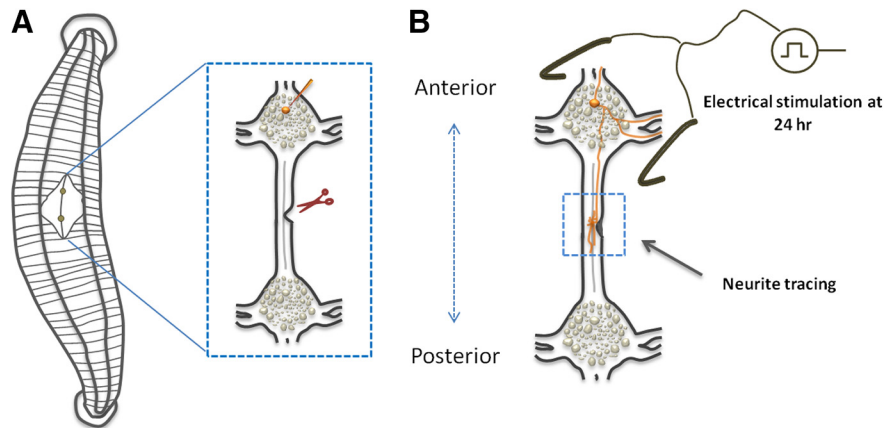 A
B
Anterior
Electrical stimulation at
24 hr
Neurite tracing
Posterior